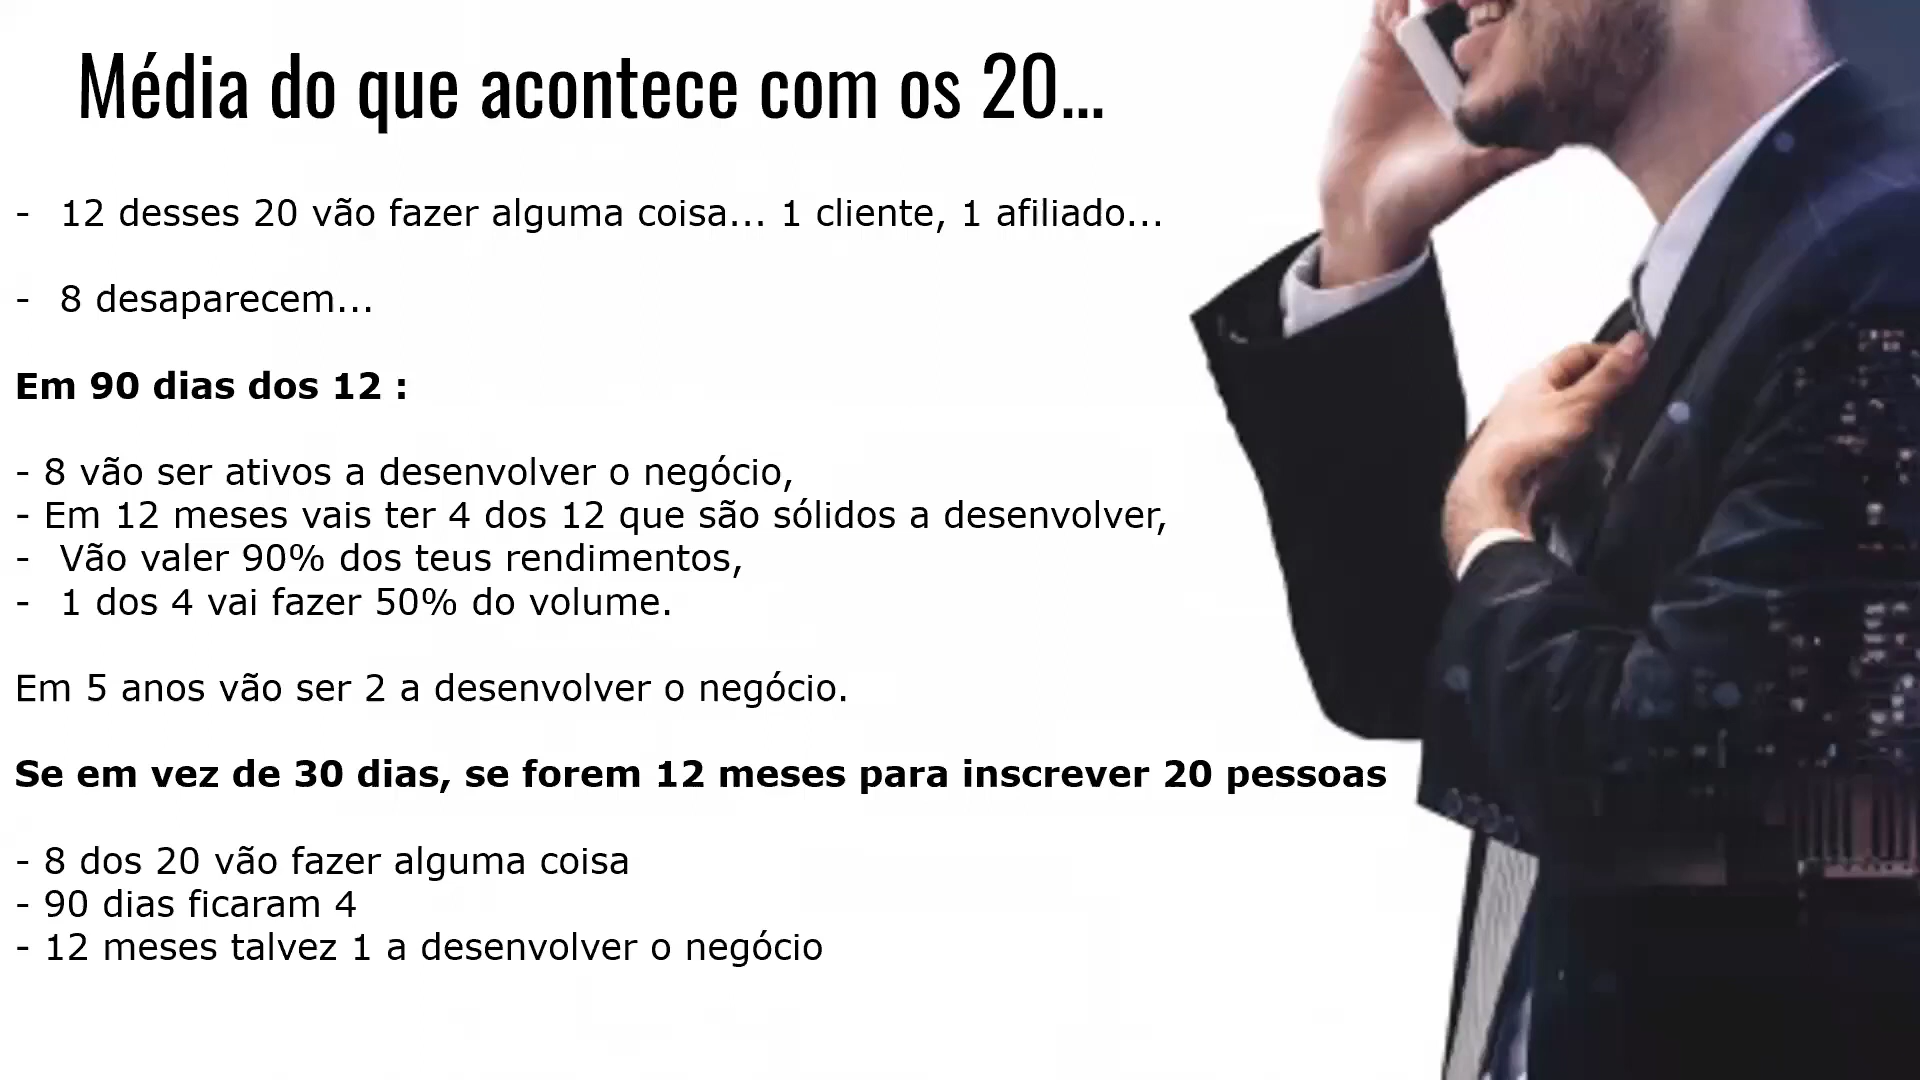 Média do que acontece com os 20...
- 12 desses 20 vão fazer alguma coisa... 1 cliente, 1 afiliado...
- 8 desaparecem...
Em 90 dias dos 12 :
- 8 vão ser ativos a desenvolver o negócio,
- Em 12 meses vais ter 4 dos 12 que são sólidos a desenvolver,
- Vão valer 90% dos teus rendimentos,
- 1 dos 4 vai fazer 50% do volume.
Em 5 anos vão ser 2 a desenvolver o negócio.
Se em vez de 30 dias, se forem 12 meses para inscrever 20 pessoas
- 8 dos 20 vão fazer alguma coisa
- 90 dias ficaram 4
- 12 meses talvez 1 a desenvolver o negócio